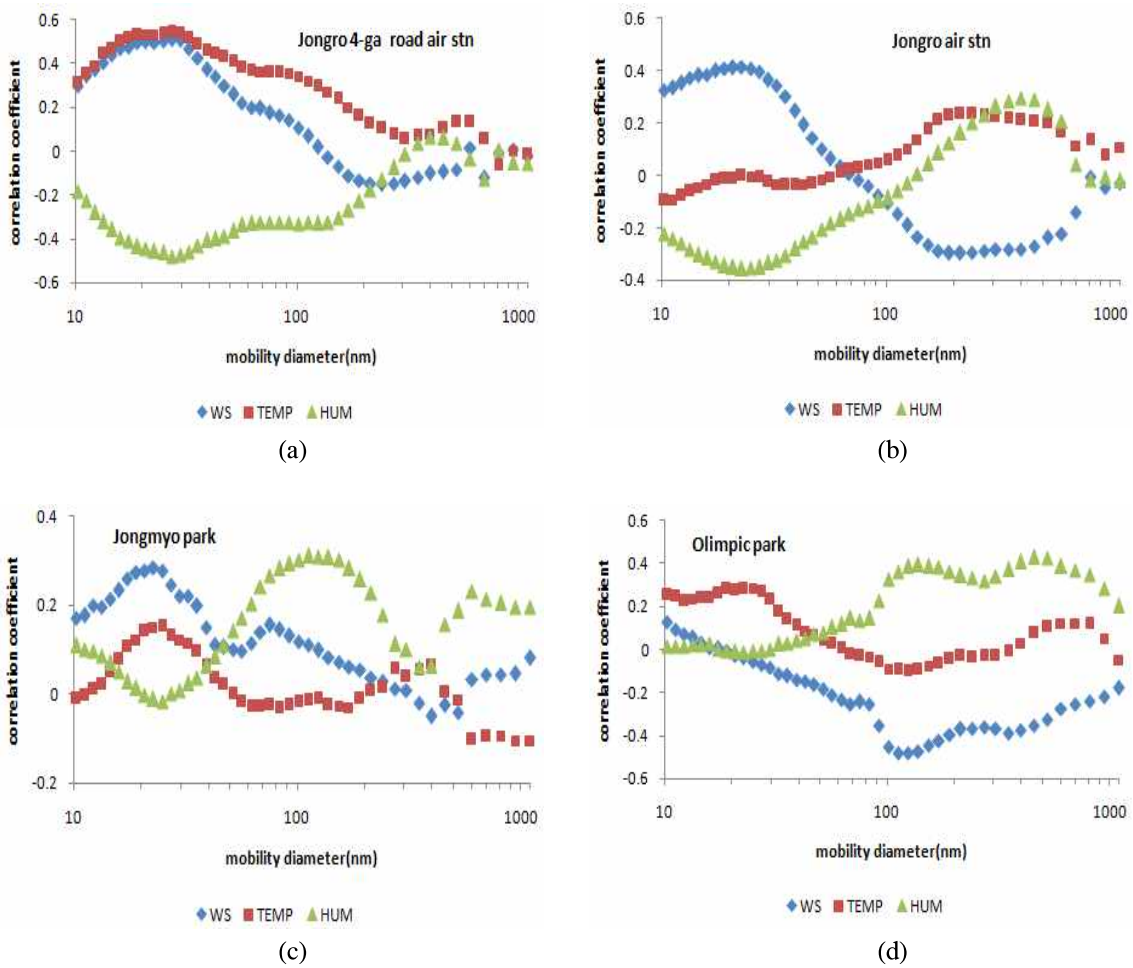 Jongro 4-ga road air stn
correlation coefficient
0.6
0.4
0.2
0
-0.2
-0.4
-0.6
10 100 1000
mobility diameter(nm)
WS TEMP HUM
(a)
Jongro air stn
correlation coefficient
0.6
0.4
0.2
0
-0.2
-0.4
10 100 1000
mobility diameter(nm)
WS TEMP HUM
(b)
Jongmyo park
correlation coefficient
0.4
0.2
0
-0.2
10 100 1000
mobility diameter(nm)
WS TEMP HUM
(c)
Olimpic park
correlation coefficient
0.6
0.4
0.2
0
-0.2
-0.4
-0.6
10 100 1000
mobility diameter(nm)
WS TEMP HUM
(d)